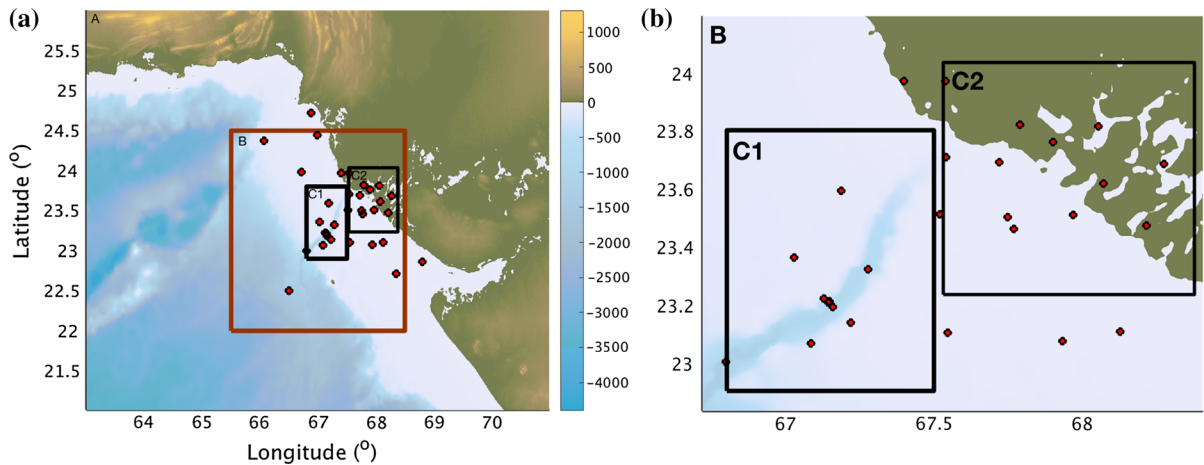 (a)
A
25.5
25
24.5
24
23.5
23
22.5
22
21.5
Latitude (°)
B
C1
C2
64 65 66 67 68 69 70
Longitude (°)
1000
500
0
−500
−1000
−1500
−2000
−2500
−3000
−3500
−4000
(b)
B
C1
C2
24
23.8
23.6
23.4
23.2
23
67 67.5 68